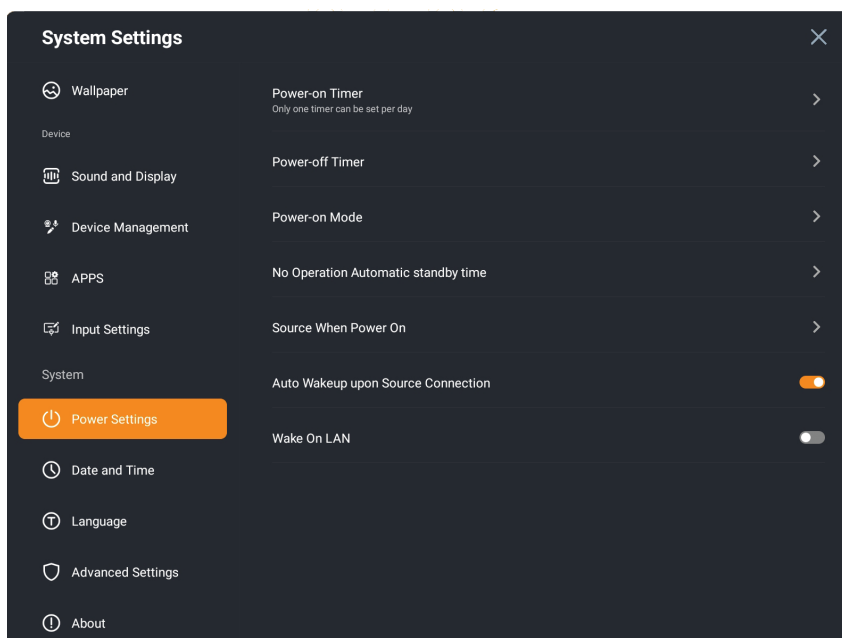 System Settings
Wallpaper
Device
Sound and Display
Device Management
APPS
Input Settings
System
Power Settings
Date and Time
Language
Advanced Settings
About
Power-on Timer
Only one timer can be set per day
Power-off Timer
Power-on Mode
No Operation Automatic standby time
Source When Power On
Auto Wakeup upon Source Connection
Wake On LAN